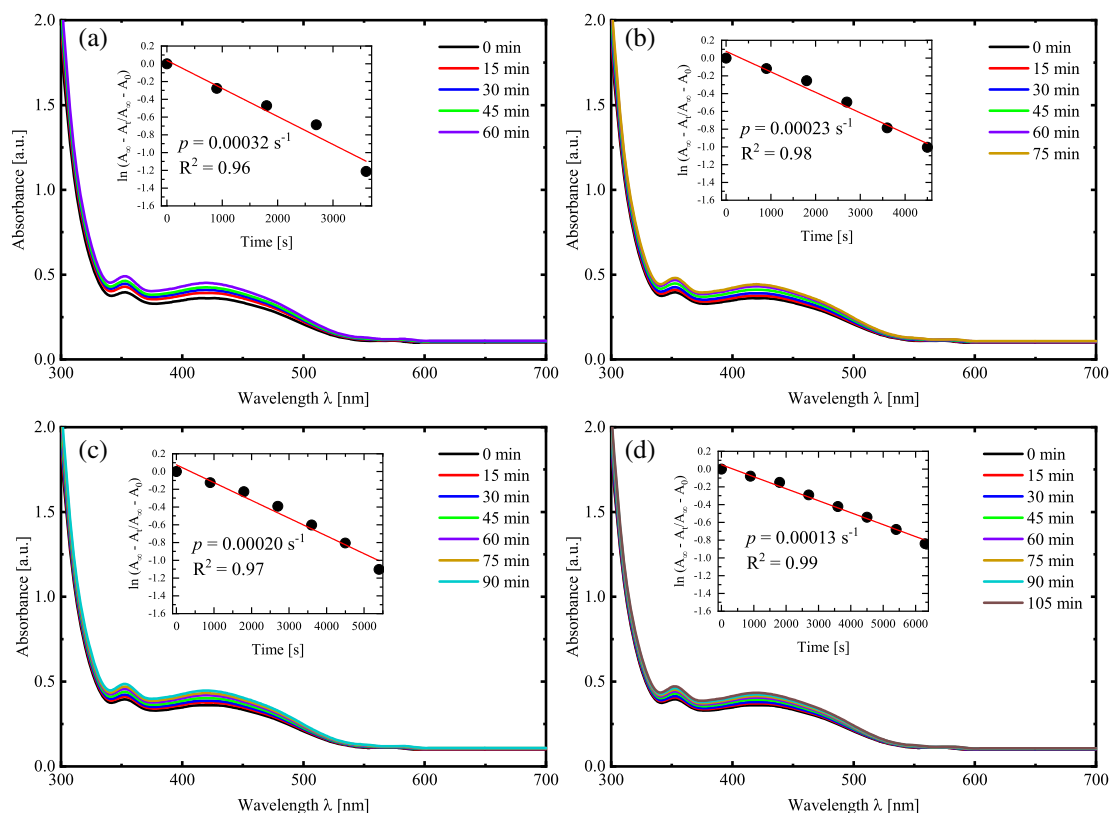 (a)
0 min
15 min
30 min
45 min
60 min
p = 0.00032 s⁻¹
R² = 0.96
ln (A∞ - Aₜ/A∞ - A₀)
0.2
0.0
-0.2
-0.4
-0.6
-0.8
-1.0
-1.2
-1.4
-1.6
0 1000 2000 3000
Time [s]
Absorbance [a.u.]
2.0
1.5
1.0
0.5
0.0
300 400 500 600 700
Wavelength λ [nm]
(b)
0 min
15 min
30 min
45 min
60 min
75 min
p = 0.00023 s⁻¹
R² = 0.98
ln (A∞ - Aₜ/A∞ - A₀)
0.2
0.0
-0.2
-0.4
-0.6
-0.8
-1.0
-1.2
-1.4
-1.6
0 1000 2000 3000 4000
Time [s]
Absorbance [a.u.]
2.0
1.5
1.0
0.5
0.0
300 400 500 600 700
Wavelength λ [nm]
(c)
0 min
15 min
30 min
45 min
60 min
75 min
90 min
p = 0.00020 s⁻¹
R² = 0.97
ln (A∞ - Aₜ/A∞ - A₀)
0.2
0.0
-0.2
-0.4
-0.6
-0.8
-1.0
-1.2
-1.4
-1.6
0 1000 2000 3000 4000 5000
Time [s]
Absorbance [a.u.]
2.0
1.5
1.0
0.5
0.0
300 400 500 600 700
Wavelength λ [nm]
(d)
0 min
15 min
30 min
45 min
60 min
75 min
90 min
105 min
p = 0.00013 s⁻¹
R² = 0.99
ln (A∞ - Aₜ/A∞ - A₀)
0.2
0.0
-0.2
-0.4
-0.6
-0.8
-1.0
-1.2
-1.4
-1.6
0 1000 2000 3000 4000 5000 6000
Time [s]
Absorbance [a.u.]
2.0
1.5
1.0
0.5
0.0
300 400 500 600 700
Wavelength λ [nm]